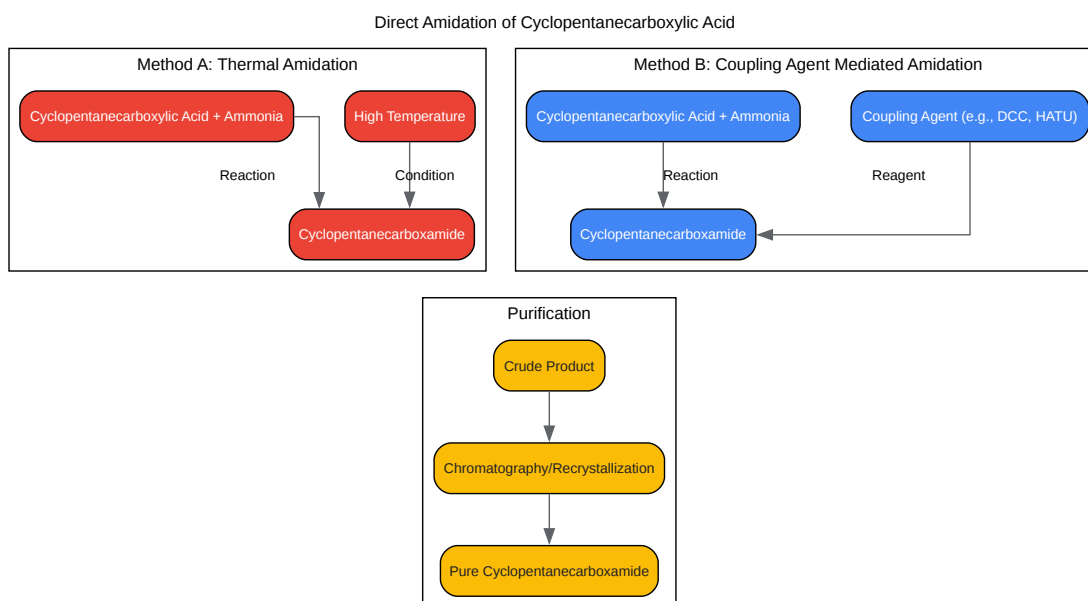 Direct Amidation of Cyclopentanecarboxylic Acid
Method A: Thermal Amidation
Cyclopentanecarboxylic Acid + Ammonia
High Temperature
Reaction
Condition
Cyclopentanecarboxamide
Method B: Coupling Agent Mediated Amidation
Cyclopentanecarboxylic Acid + Ammonia
Coupling Agent (e.g., DCC, HATU)
Reaction
Reagent
Cyclopentanecarboxamide
Purification
Crude Product
Chromatography/Recrystallization
Pure Cyclopentanecarboxamide